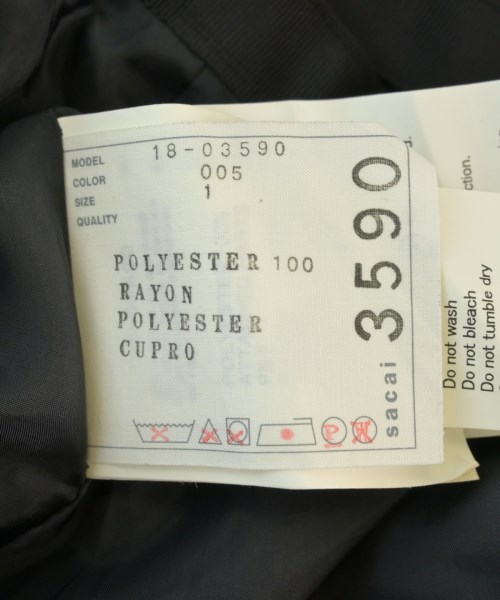 MODEL 18-03590
COLOR 005
SIZE 1
QUALITY
POLYESTER 100
RAYON
POLYESTER
CUPRO
P
W
sacai 3590
d.
ction.
Do not wash
Do not bleach
Do not tumble dry